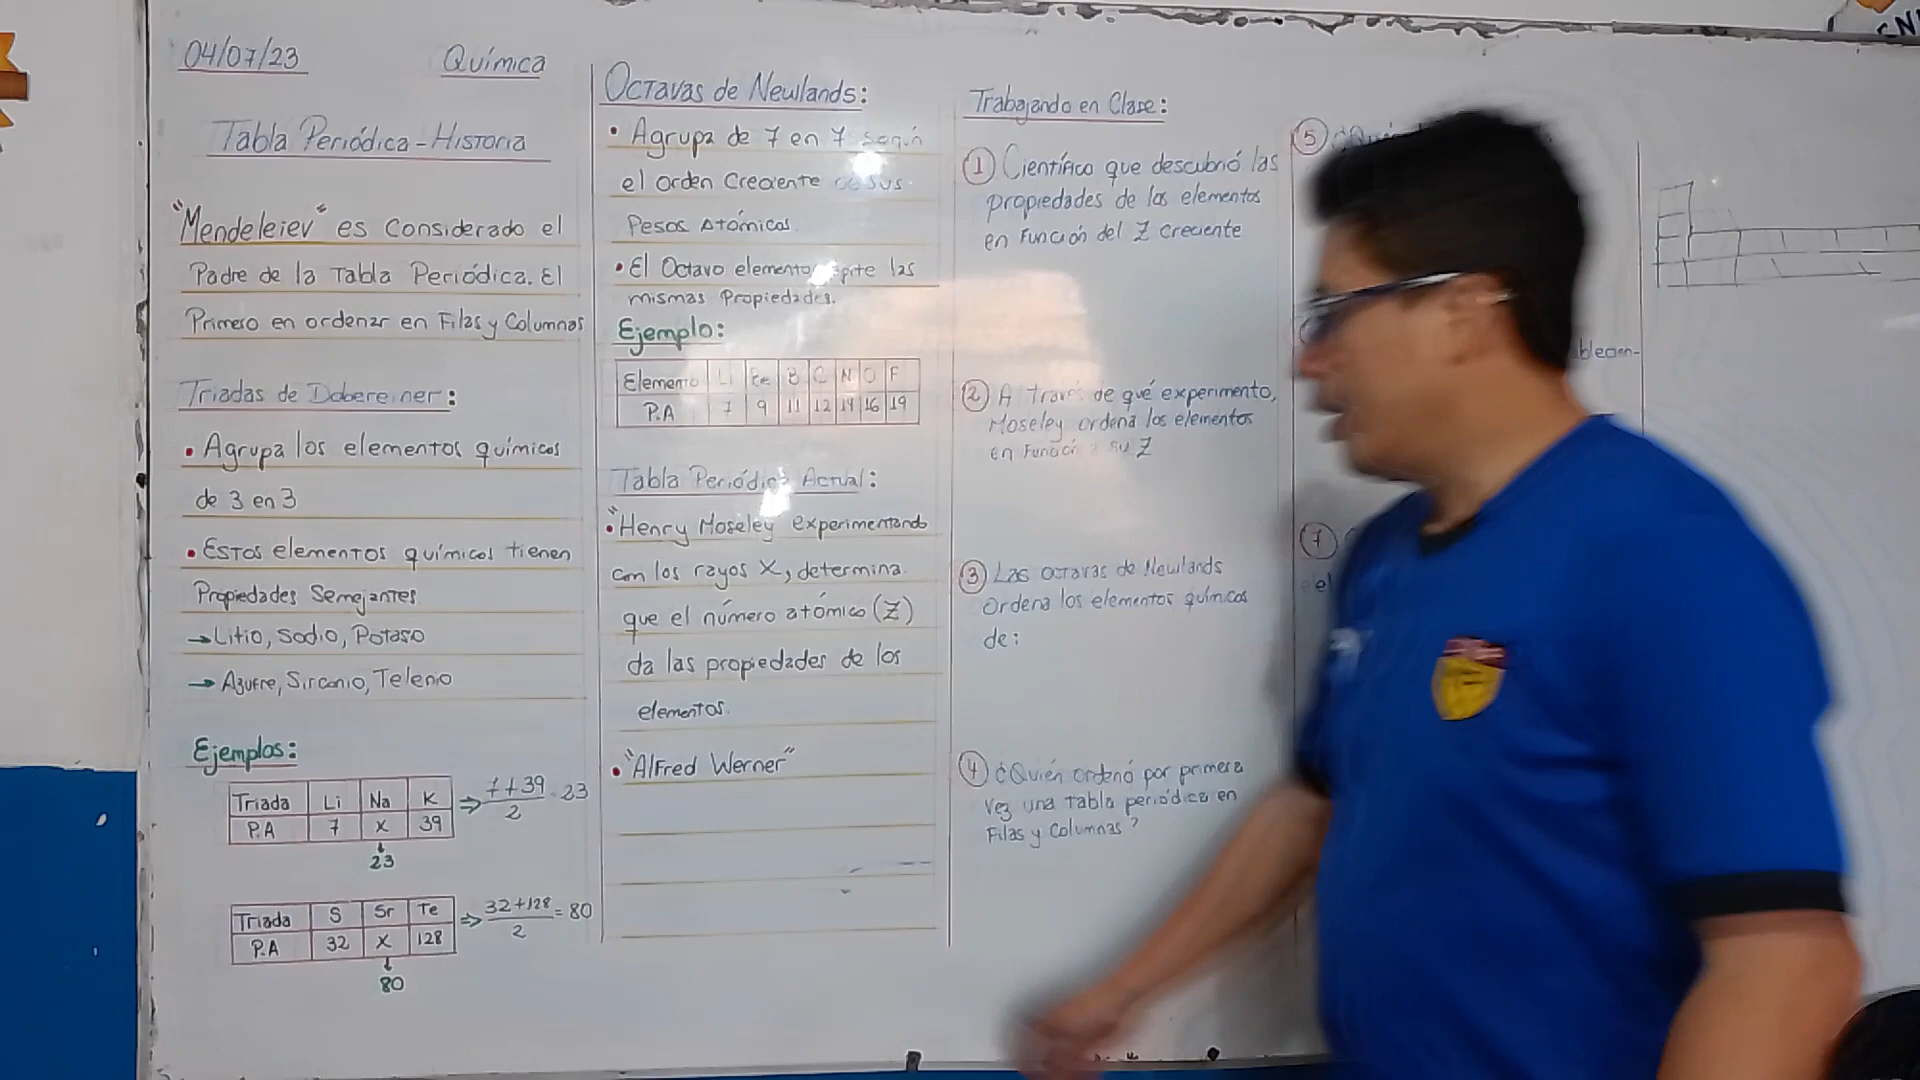 04/07/23 Química
Tabla Periódica - Historia
"Mendeleiev" es Considerado el
Padre de la Tabla Periódica. El
Primero en ordenar en Filas y Columnas
Triadas de Dobereiner:
• Agrupa los elementos químicos
de 3 en 3
• Estos elementos químicos tienen
Propiedades Semejantes
→ Litio, Sodio, Potaso
→ Azufre, Sirconio, Teleno
Ejemplos:
Triada Li Na K ⇒ 7+39/2 = 23
P.A 7 X 39
23
Triada S Sr Te ⇒ 32+128/2 = 80
P.A 32 X 128
80
Octavas de Newlands:
• Agrupa de 7 en 7 según
el orden Creciente de sus
Pesos Atómicos.
• El Octavo elemento repite las
mismas Propiedades.
Ejemplo:
Elemento Li Be B C N O F
P.A 7 9 11 12 14 16 19
Tabla Periódica Actual:
• "Henry Moseley experimentando
con los rayos X, determina
que el número atómico (Z)
da las propiedades de los
elementos.
• "Alfred Werner"
Trabajando en Clase:
1 Científico que descubrió las
propiedades de los elementos
en Función del Z creciente
2 A través de qué experimento,
Moseley ordena los elementos
en Función a su Z
3 Las octavas de Newlands
Ordena los elementos químicos
de:
4 ¿Quién ordenó por primera
vez una tabla periódica en
Filas y Columnas?
5
7
el